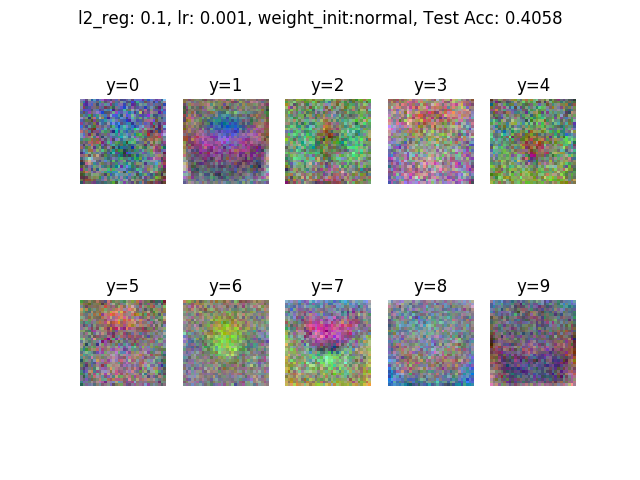 l2_reg: 0.1, lr: 0.001, weight_init:normal, Test Acc: 0.4058
y=0 y=1 y=2 y=3 y=4
y=5 y=6 y=7 y=8 y=9